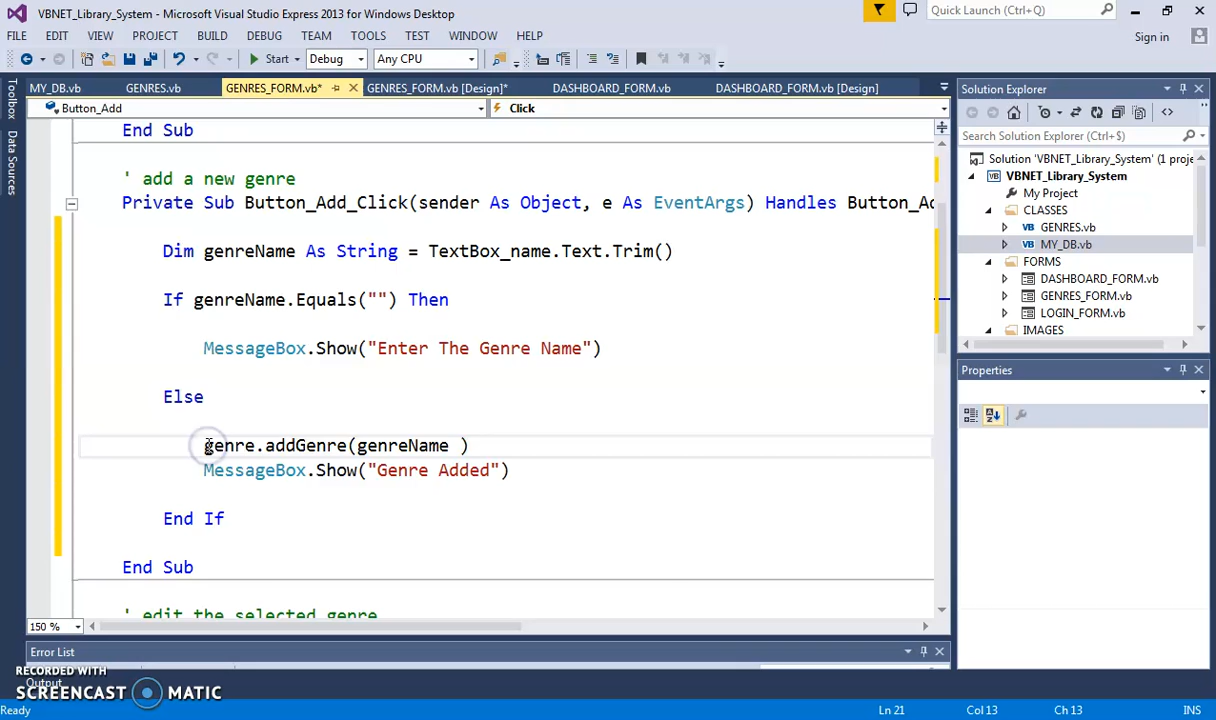 VBNET_Library_System - Microsoft Visual Studio Express 2013 for Windows Desktop
Quick Launch (Ctrl+Q)
FILE EDIT VIEW PROJECT BUILD DEBUG TEAM TOOLS TEST WINDOW HELP
Sign in
Start Debug Any CPU
Toolbox
Data Sources
MY_DB.vb GENRES.vb GENRES_FORM.vb* GENRES_FORM.vb [Design]* DASHBOARD_FORM.vb DASHBOARD_FORM.vb [Design]
Button_Add Click
End Sub
' add a new genre
Private Sub Button_Add_Click(sender As Object, e As EventArgs) Handles Button_Ad
Dim genreName As String = TextBox_name.Text.Trim()
If genreName.Equals("") Then
MessageBox.Show("Enter The Genre Name")
Else
genre.addGenre(genreName )
MessageBox.Show("Genre Added")
End If
End Sub
' edit the selected genre
150 %
Error List
Output
RECORDED WITH
SCREENCAST MATIC
Ready Ln 21 Col 13 Ch 13 INS
Solution Explorer
Search Solution Explorer (Ctrl+$)
Solution 'VBNET_Library_System' (1 proje
VBNET_Library_System
My Project
CLASSES
GENRES.vb
MY_DB.vb
FORMS
DASHBOARD_FORM.vb
GENRES_FORM.vb
LOGIN_FORM.vb
IMAGES
Properties